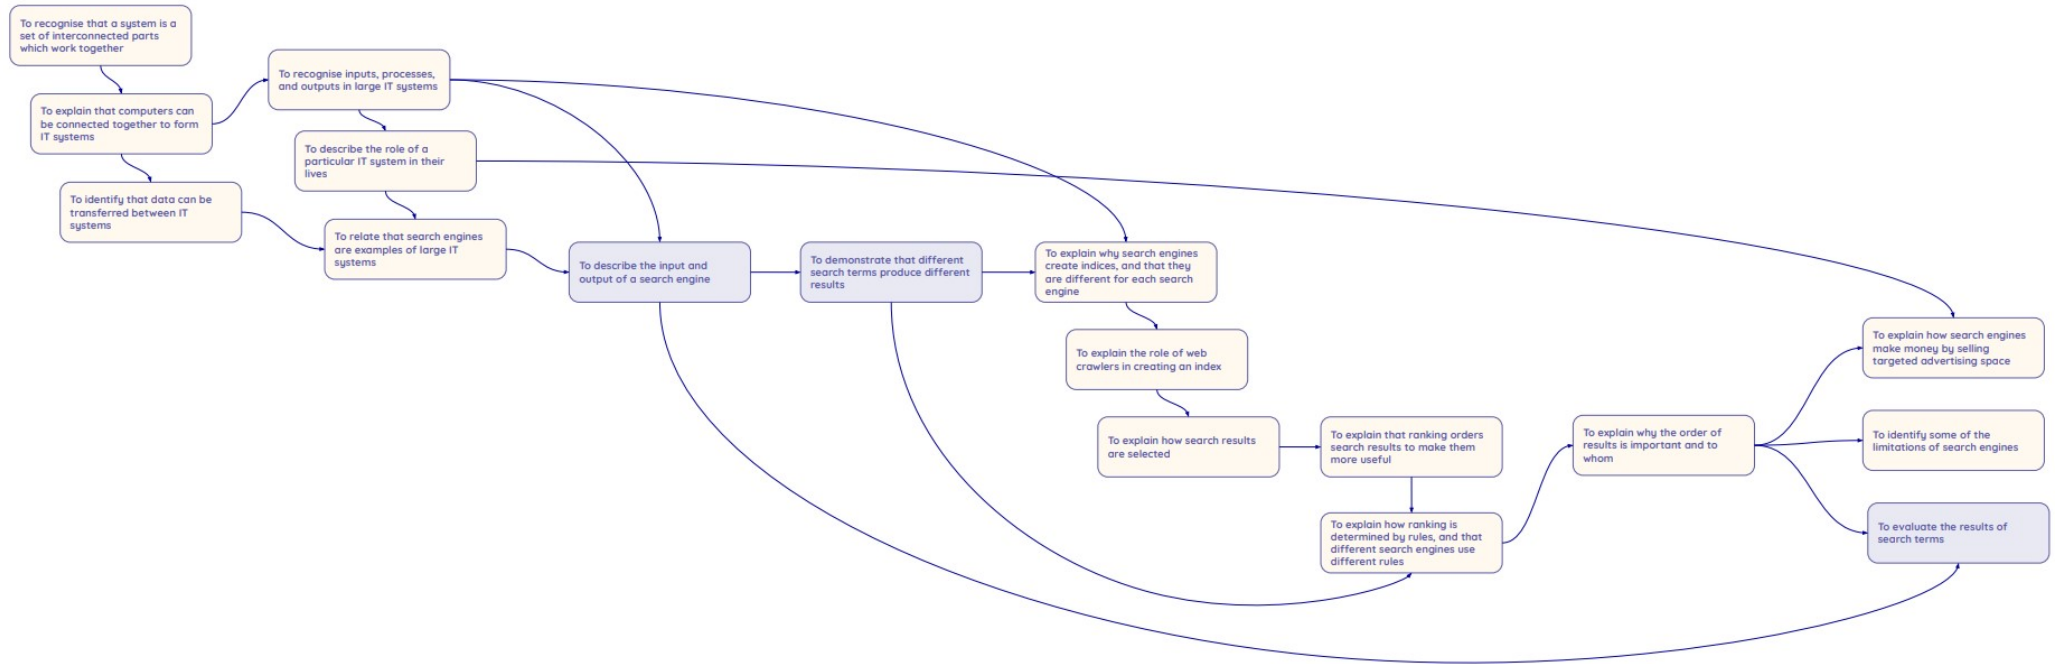 To recognise that a system is a
set of interconnected parts
which work together
To explain that computers can
be connected together to form
IT systems
To identify that data can be
transferred between IT
systems
To recognise inputs, processes,
and outputs in large IT systems
To describe the role of a
particular IT system in their
lives
To relate that search engines
are examples of large IT
systems
To describe the input and
output of a search engine
To demonstrate that different
search terms produce different
results
To explain why search engines
create indices, and that they
are different for each search
engine
To explain the role of web
crawlers in creating an index
To explain how search results
are selected
To explain that ranking orders
search results to make them
more useful
To explain how ranking is
determined by rules, and that
different search engines use
different rules
To explain why the order of
results is important and to
whom
To explain how search engines
make money by selling
targeted advertising space
To identify some of the
limitations of search engines
To evaluate the results of
search terms